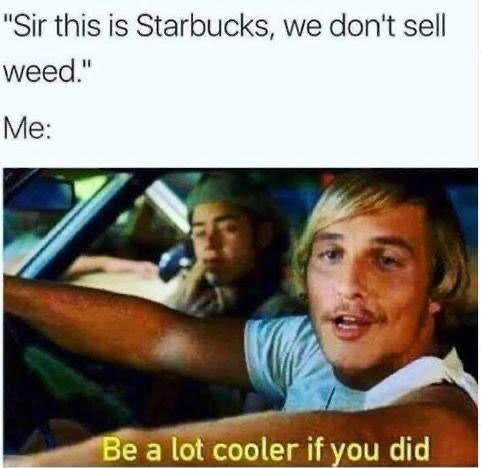 "Sir this is Starbucks, we don't sell
weed."
Me:
Be a lot cooler if you did